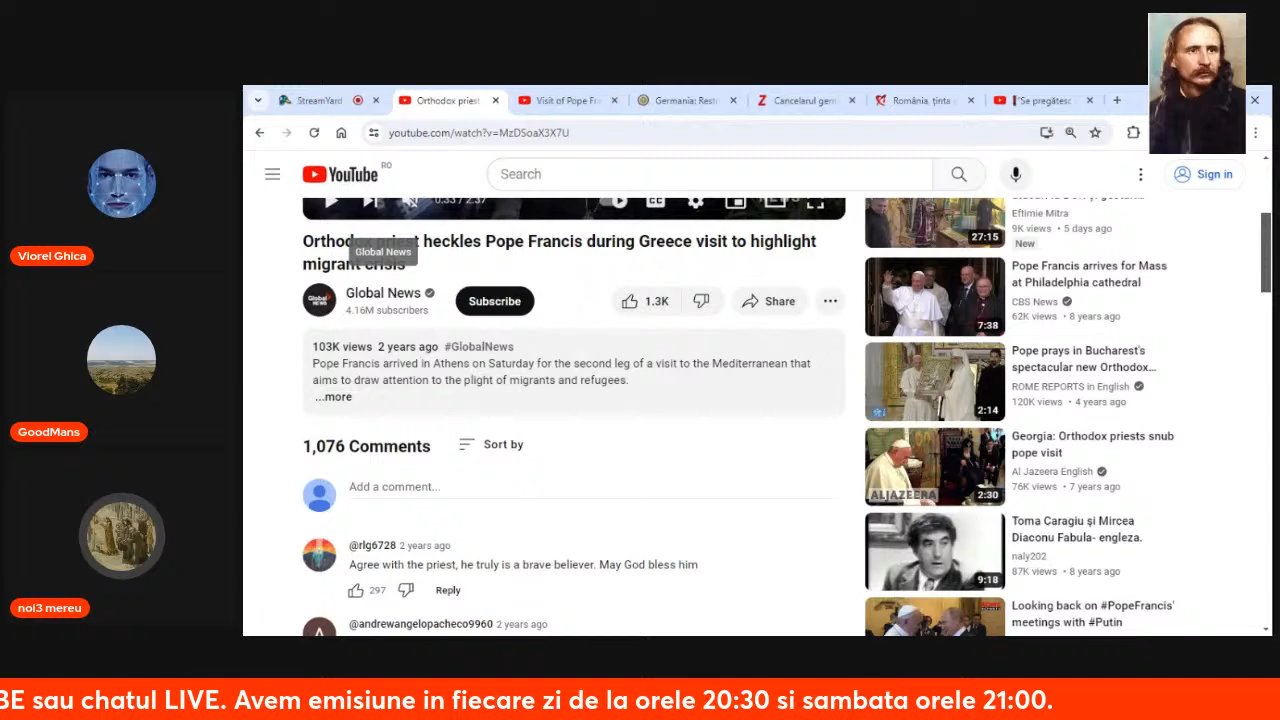 StreamYard
Orthodox priest
Visit of Pope Fra
Germania: Restr
Cancelarul germ
România, ținta
"Se pregătesc
youtube.com/watch?v=MzDSoaX3X7U
YouTube
RO
Search
Sign in
0:33 / 2:37
Orthodox priest heckles Pope Francis during Greece visit to highlight
migrant crisis
Global News
Global News
4.16M subscribers
Subscribe
1.3K
Share
103K views 2 years ago #GlobalNews
Pope Francis arrived in Athens on Saturday for the second leg of a visit to the Mediterranean that
aims to draw attention to the plight of migrants and refugees.
...more
1,076 Comments
Sort by
Add a comment...
@rlg6728 2 years ago
Agree with the priest, he truly is a brave believer. May God bless him
297
Reply
A
@andrewangelopacheco9960 2 years ago
27:15
Eftimie Mitra
9K views • 5 days ago
New
7:38
Pope Francis arrives for Mass
at Philadelphia cathedral
CBS News
62K views • 8 years ago
2:14
Pope prays in Bucharest's
spectacular new Orthodox...
ROME REPORTS in English
120K views • 4 years ago
ALJAZEERA
2:30
Georgia: Orthodox priests snub
pope visit
Al Jazeera English
76K views • 7 years ago
9:18
Toma Caragiu și Mircea
Diaconu Fabula- engleza.
naly202
87K views • 8 years ago
Looking back on #PopeFrancis'
meetings with #Putin
Viorel Ghica
GoodMans
noi3 mereu
BE sau chatul LIVE. Avem emisiune in fiecare zi de la orele 20:30 si sambata orele 21:00.